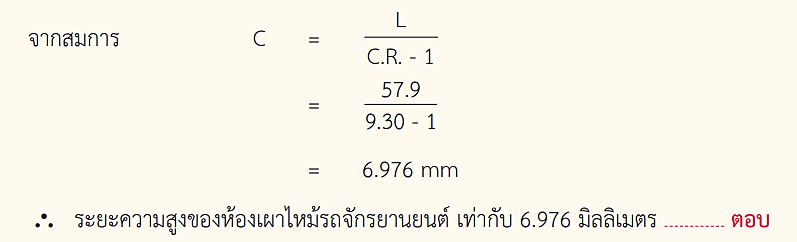 จากสมการ C = L
C.R. - 1
= 57.9
9.30 - 1
= 6.976 mm
∴ ระยะความสูงของห้องเผาไหม้รถจักรยานยนต์ เท่ากับ 6.976 มิลลิเมตร ............ ตอบ